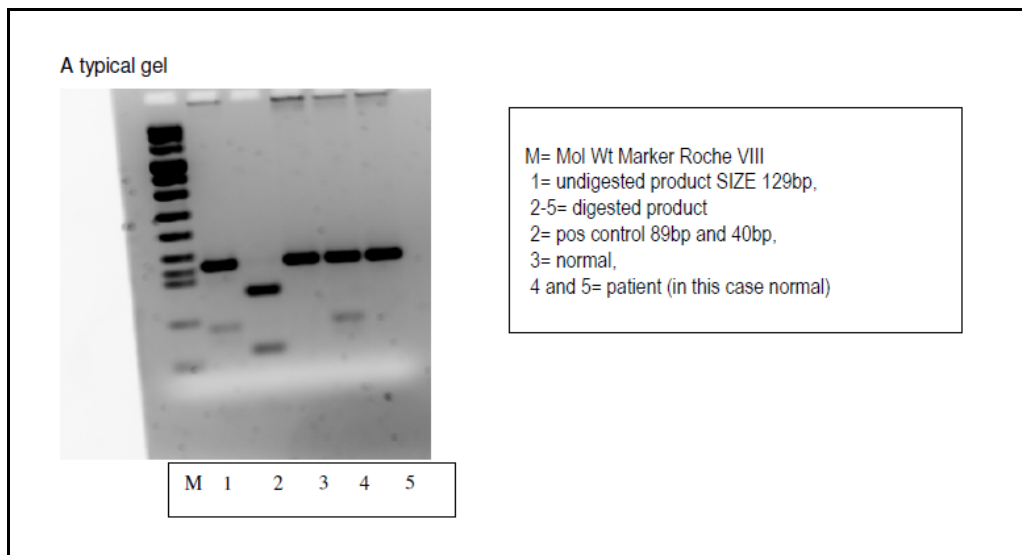 A typical gel
M= Mol Wt Marker Roche VIII
1= undigested product SIZE 129bp,
2-5= digested product
2= pos control 89bp and 40bp,
3= normal,
4 and 5= patient (in this case normal)
M 1 2 3 4 5